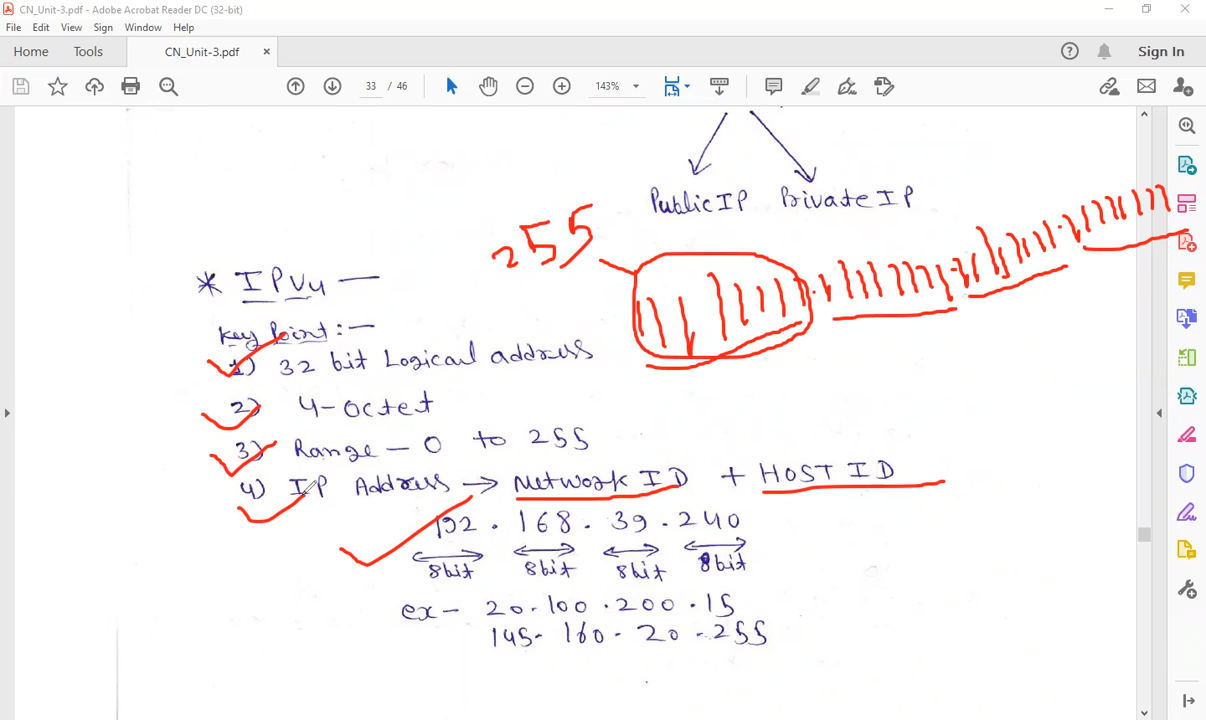 CN_Unit-3.pdf - Adobe Acrobat Reader DC (32-bit)
File Edit View Sign Window Help
Home Tools CN_Unit-3.pdf × Sign In
33 / 46 143%
Public IP Private IP
255
* IPV4 —
Key Point:—
1) 32 bit Logical address
2) 4-Octet
3) Range - 0 to 255
4) IP Address → Network ID + HOST ID
192.168.39.240
8bit 8bit 8bit 8bit
ex- 20.100.200.15
145.160.20.255